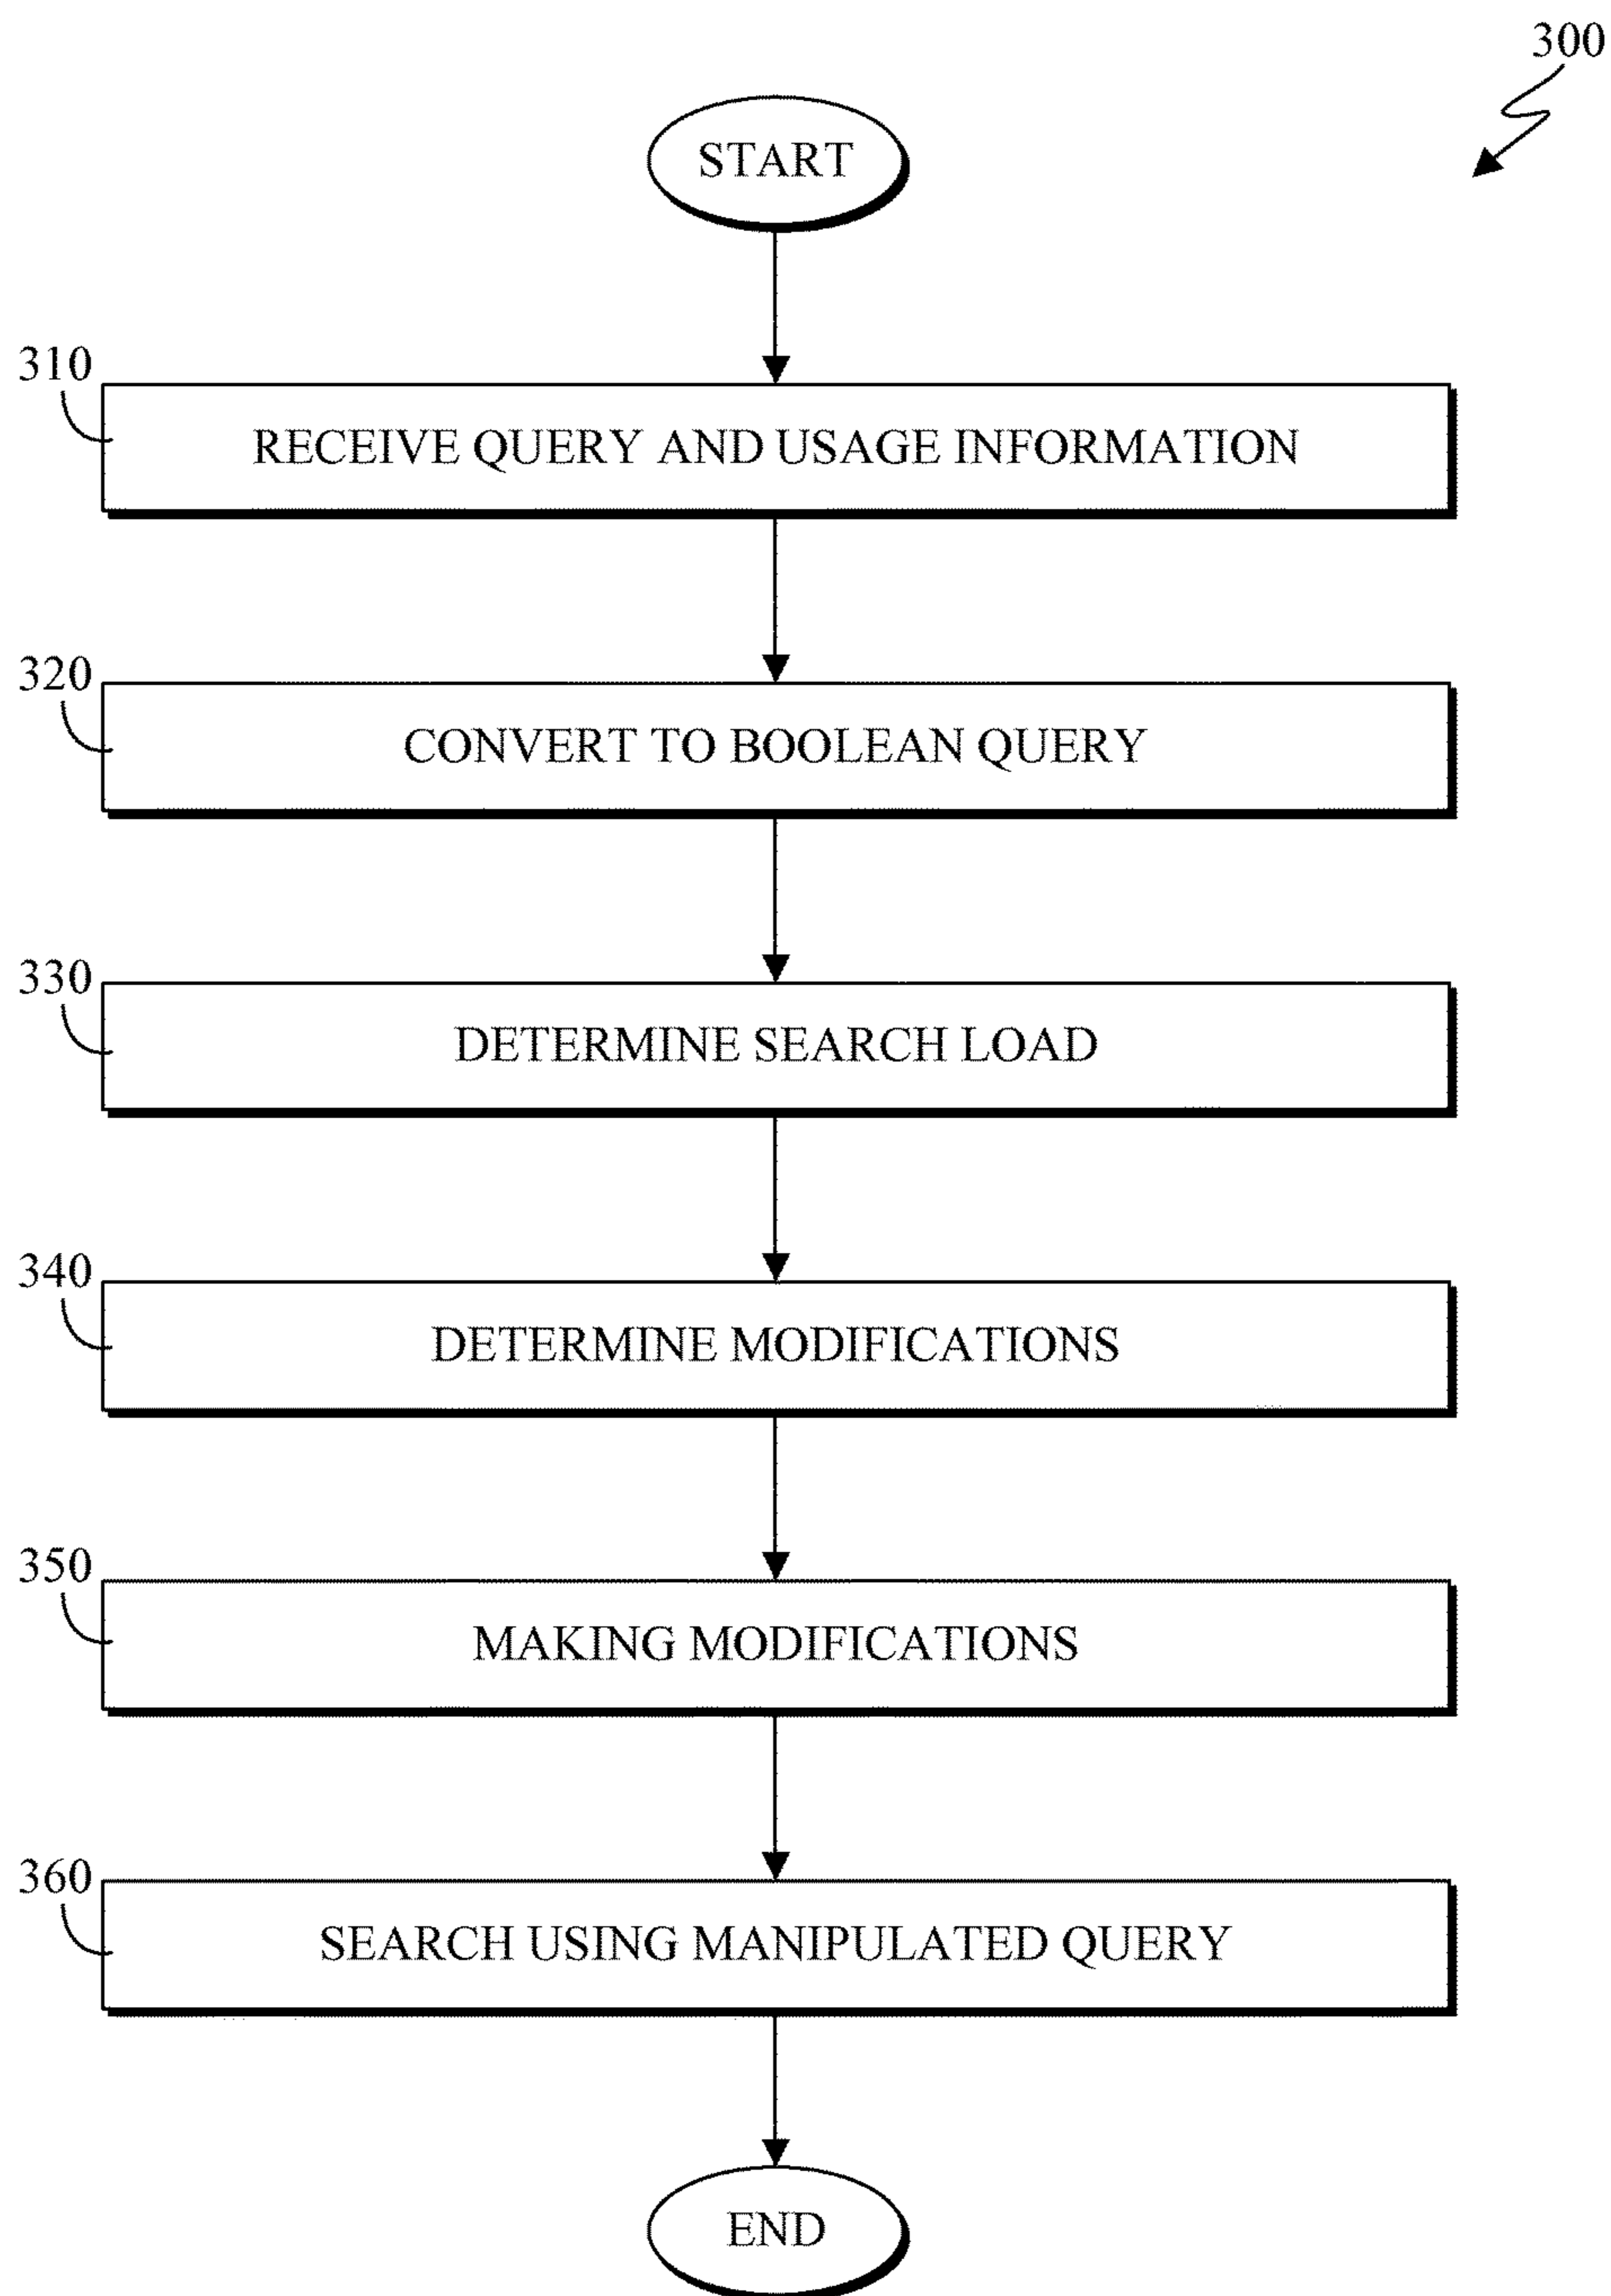 300
START
310
RECEIVE QUERY AND USAGE INFORMATION
320
CONVERT TO BOOLEAN QUERY
330
DETERMINE SEARCH LOAD
340
DETERMINE MODIFICATIONS
350
MAKING MODIFICATIONS
360
SEARCH USING MANIPULATED QUERY
END